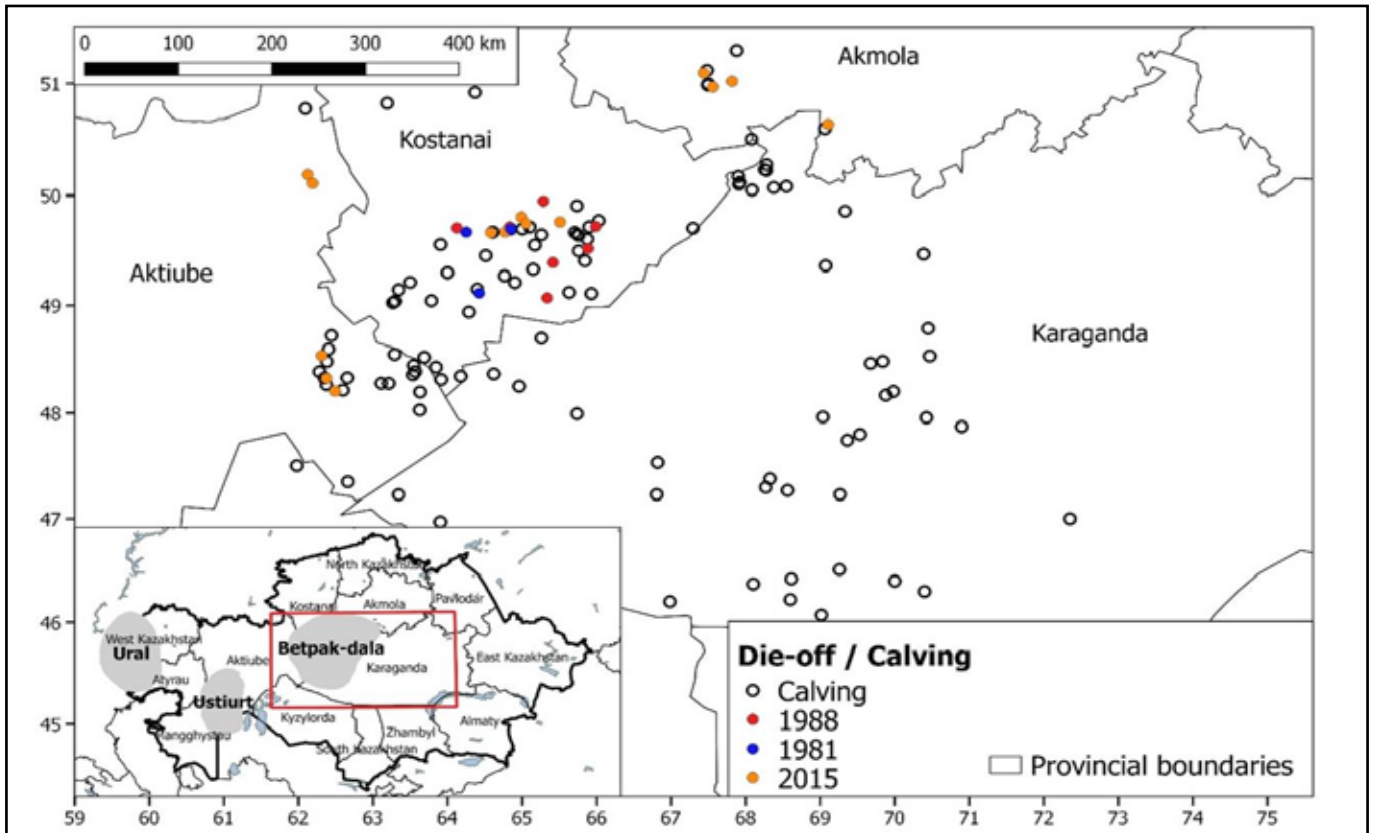 0 100 200 300 400 km
51
50
49
48
47
46
45
Akmola
Kostanai
Aktiube
Karaganda
North Kazakhstan
Kostanai
Akmola
Pavlodar
West Kazakhstan
Ural
Betpak-dala
Aktiube
Karaganda
East Kazakhstan
Atyrau
Ustiurt
Kyzylorda
Almaty
Zhambyl
Mangghystau
South Kazakhstan
Die-off / Calving
Calving
1988
1981
2015
Provincial boundaries
59 60 61 62 63 64 65 66 67 68 69 70 71 72 73 74 75